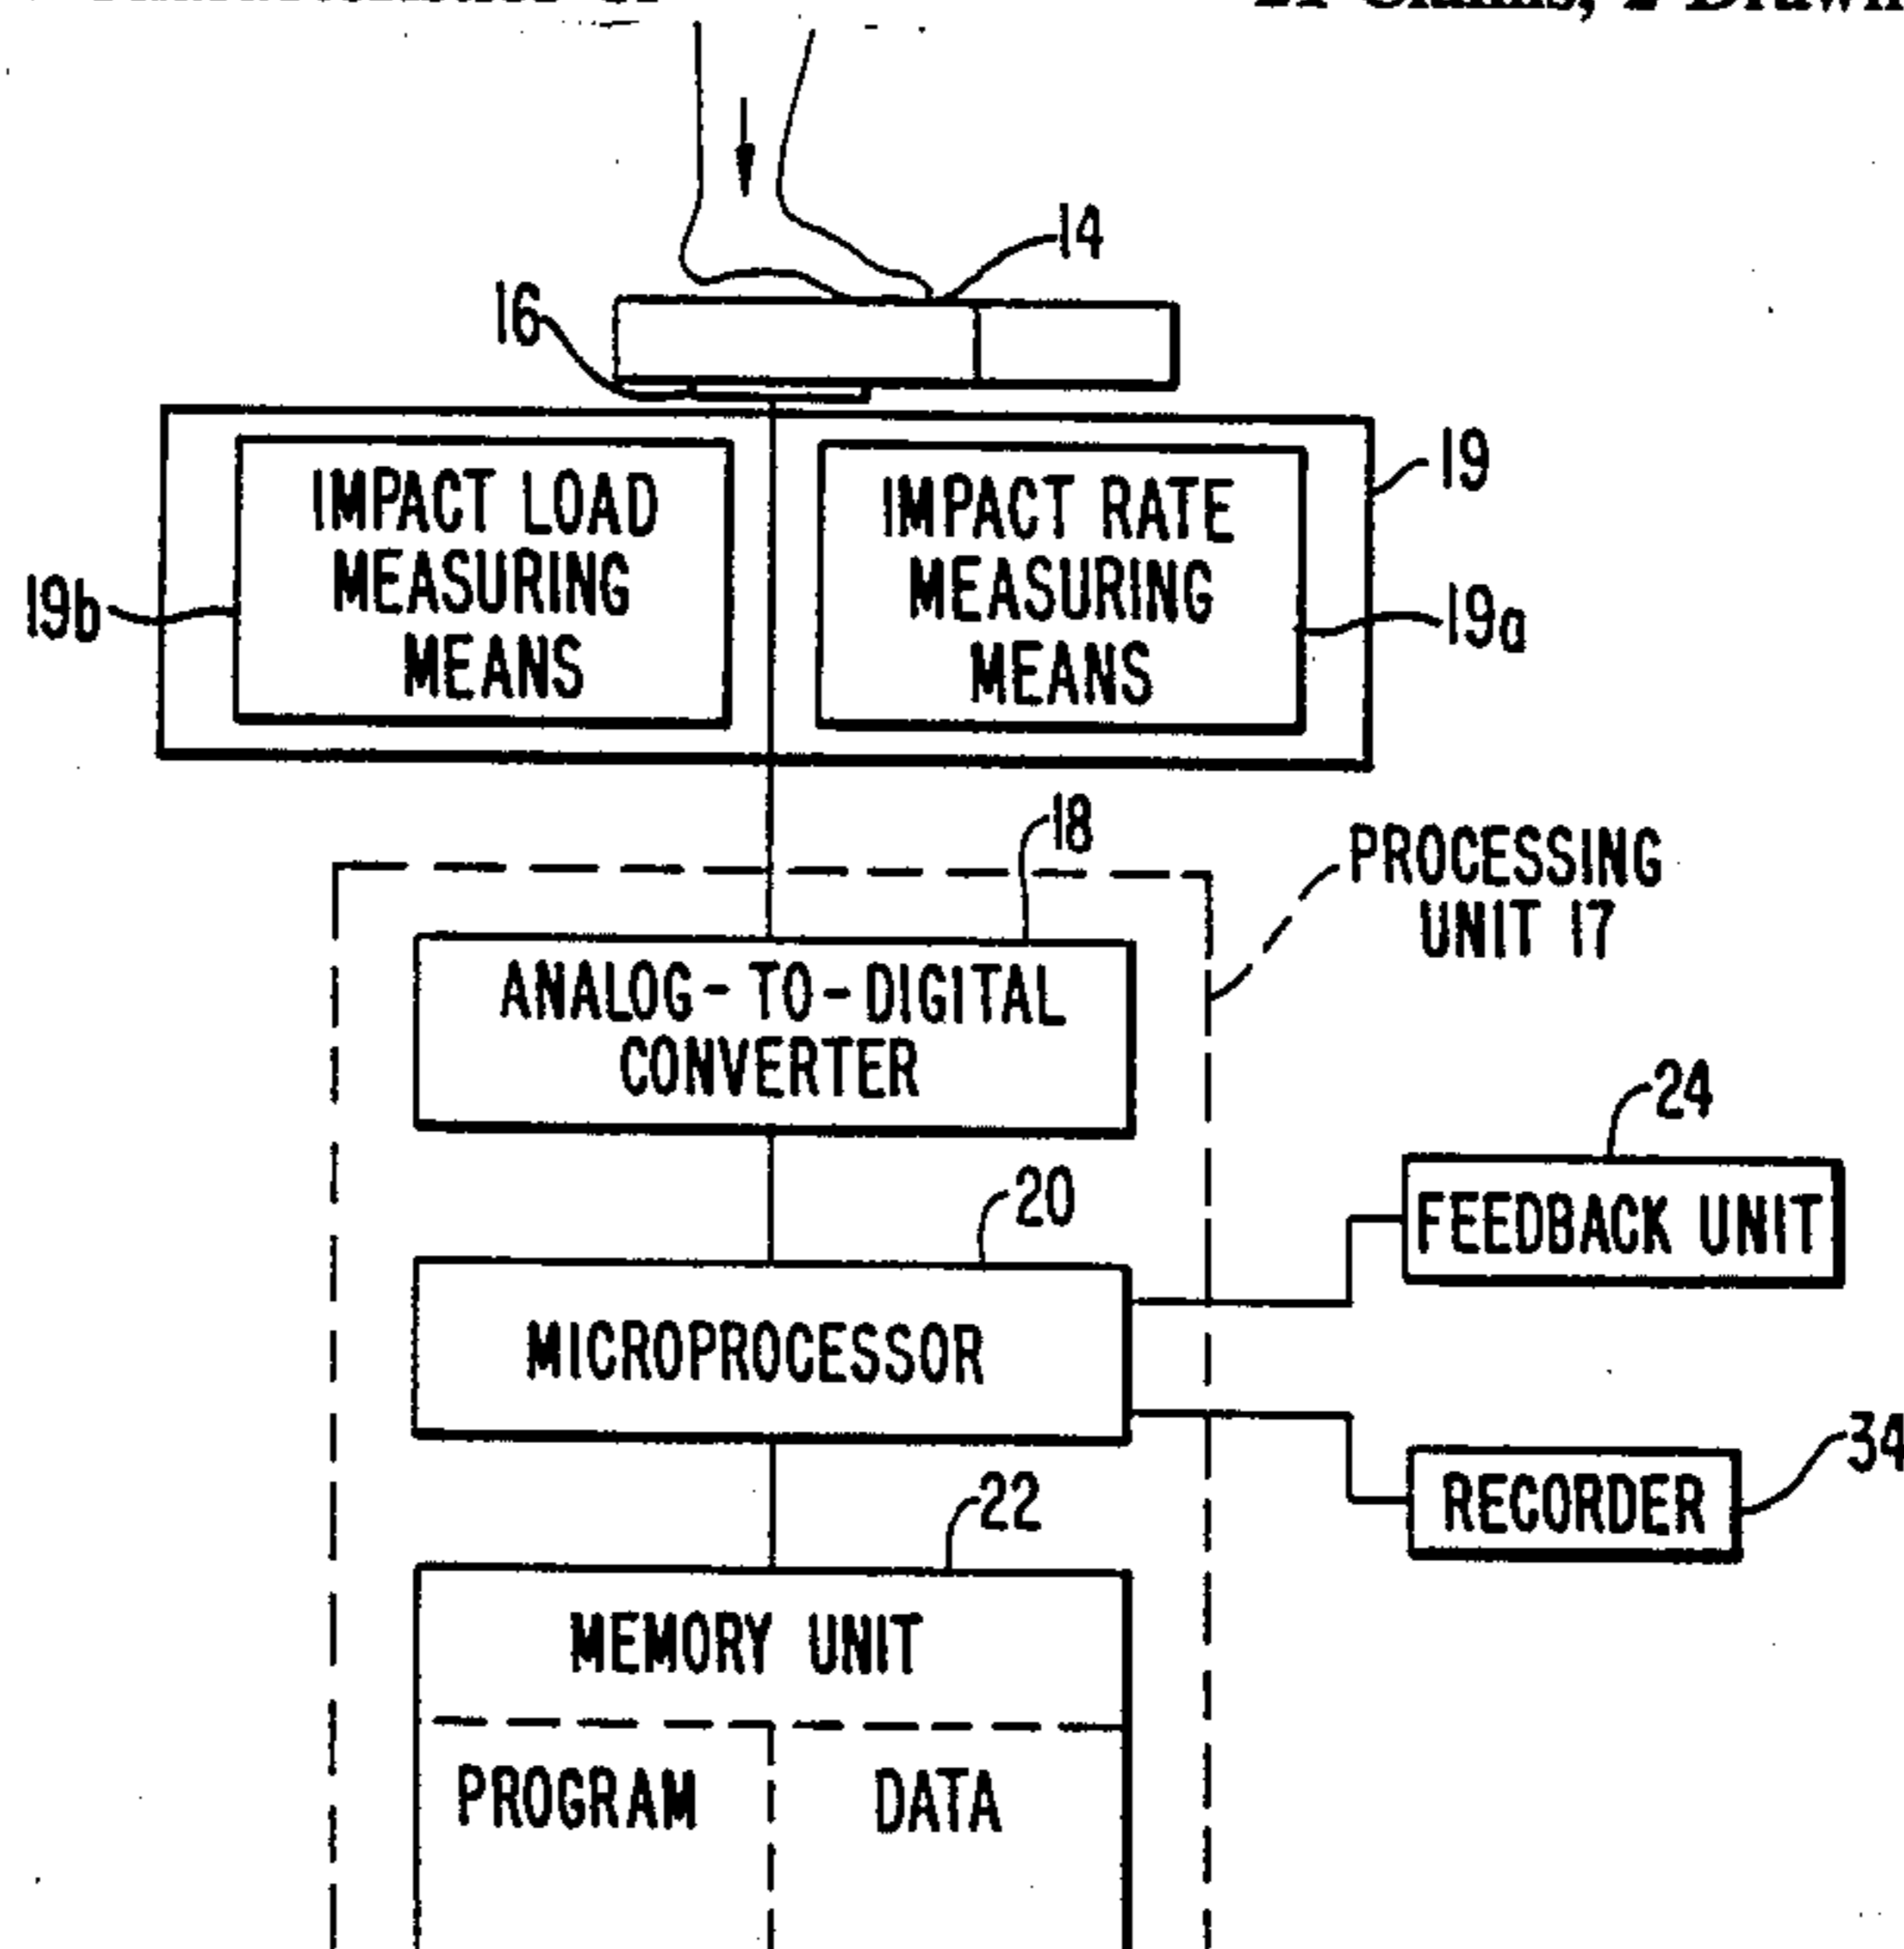 14
16
IMPACT LOAD
MEASURING
MEANS
IMPACT RATE
MEASURING
MEANS
19
19b
19a
18
PROCESSING
UNIT 17
ANALOG-TO-DIGITAL
CONVERTER
24
FEEDBACK UNIT
20
MICROPROCESSOR
34
RECORDER
22
MEMORY UNIT
PROGRAM
DATA